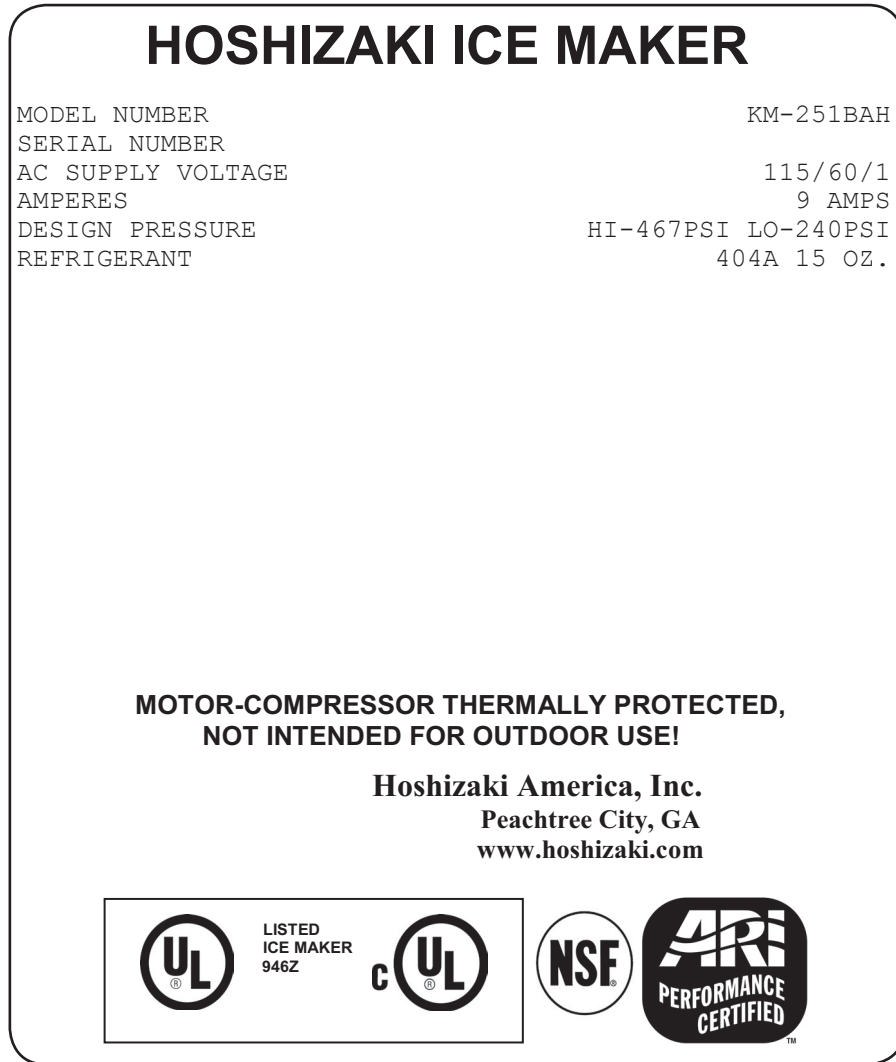 HOSHIZAKI ICE MAKER
MODEL NUMBER KM-251BAH
SERIAL NUMBER
AC SUPPLY VOLTAGE 115/60/1
AMPERES 9 AMPS
DESIGN PRESSURE HI-467PSI LO-240PSI
REFRIGERANT 404A 15 OZ.
MOTOR-COMPRESSOR THERMALLY PROTECTED,
NOT INTENDED FOR OUTDOOR USE!
Hoshizaki America, Inc.
Peachtree City, GA
www.hoshizaki.com
UL ®
LISTED
ICE MAKER
946Z
C UL ®
NSF ®
ARI
PERFORMANCE
CERTIFIED
TM